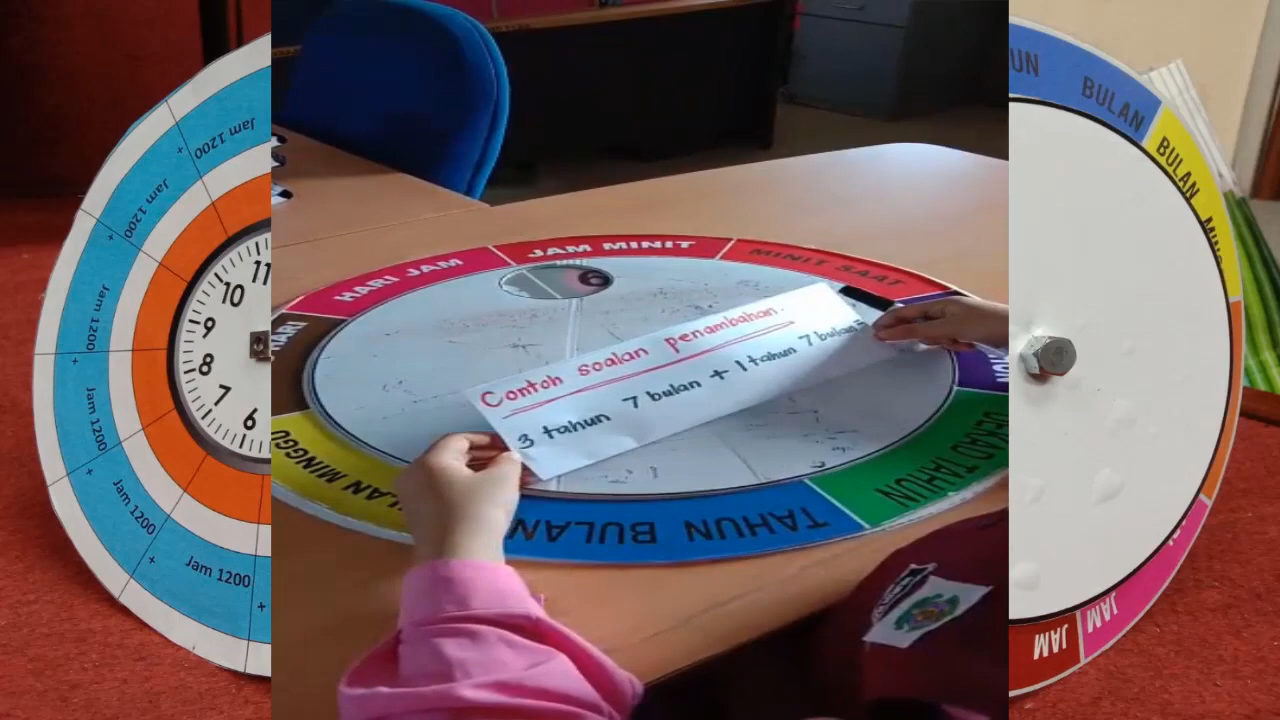 Jam 1200
+
Jam 1200
+
Jam 1200
+
Jam 1200
+
Jam 1200
+
Jam 1200
+
11
10
9
8
7
6
HARI JAM
JAM MINIT
MINIT SAAT
6
Contoh soalan penambahan
3 tahun 7 bulan + 1 tahun 7 bulan =
DEKAD TAHUN
TAHUN BULAN
BULAN
BULAN
JAM
JAM